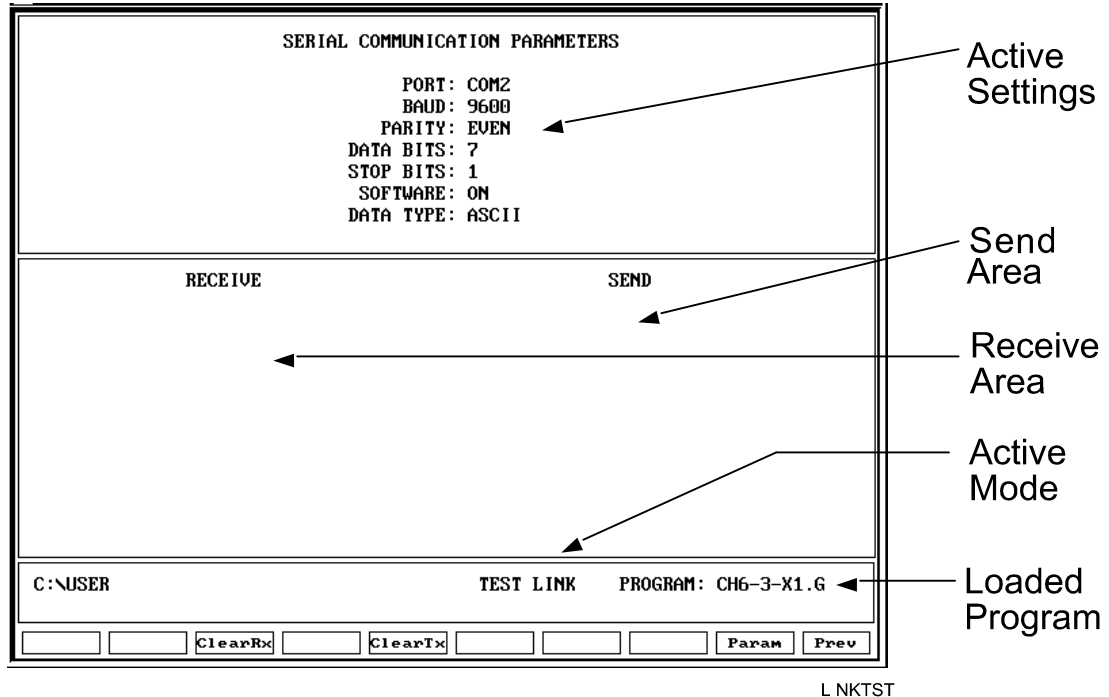 SERIAL COMMUNICATION PARAMETERS
PORT: COM2
BAUD: 9600
PARITY: EVEN
DATA BITS: 7
STOP BITS: 1
SOFTWARE: ON
DATA TYPE: ASCII
Active
Settings
RECEIVE
SEND
Send
Area
Receive
Area
Active
Mode
C:\USER
TEST LINK
PROGRAM: CH6-3-X1.G
Loaded
Program
ClearRx
ClearTx
Param
Prev
L NKTST